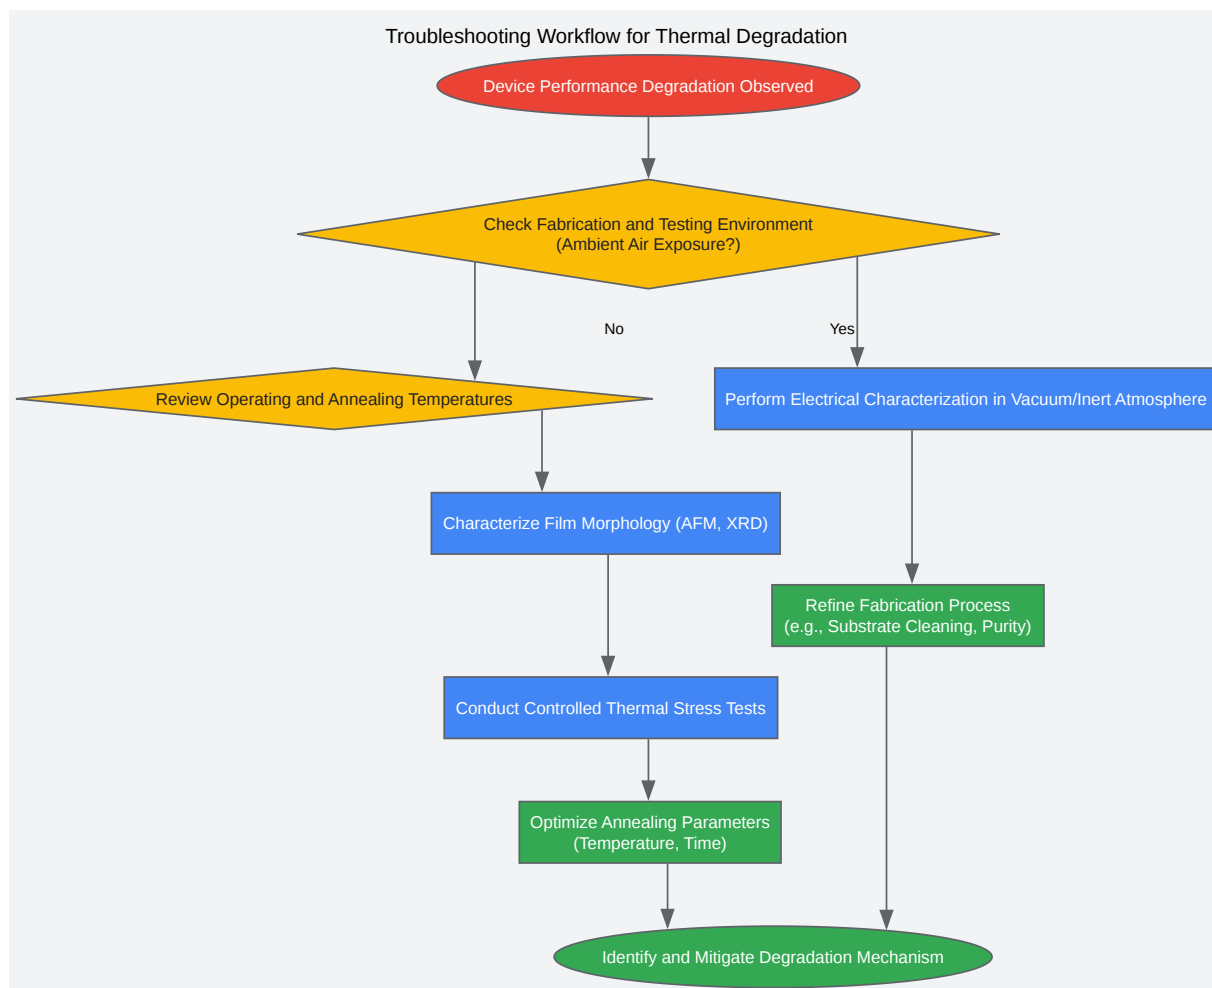 Troubleshooting Workflow for Thermal Degradation
Device Performance Degradation Observed
Check Fabrication and Testing Environment
(Ambient Air Exposure?)
No
Yes
Review Operating and Annealing Temperatures
Perform Electrical Characterization in Vacuum/Inert Atmosphere
Characterize Film Morphology (AFM, XRD)
Refine Fabrication Process
(e.g., Substrate Cleaning, Purity)
Conduct Controlled Thermal Stress Tests
Optimize Annealing Parameters
(Temperature, Time)
Identify and Mitigate Degradation Mechanism